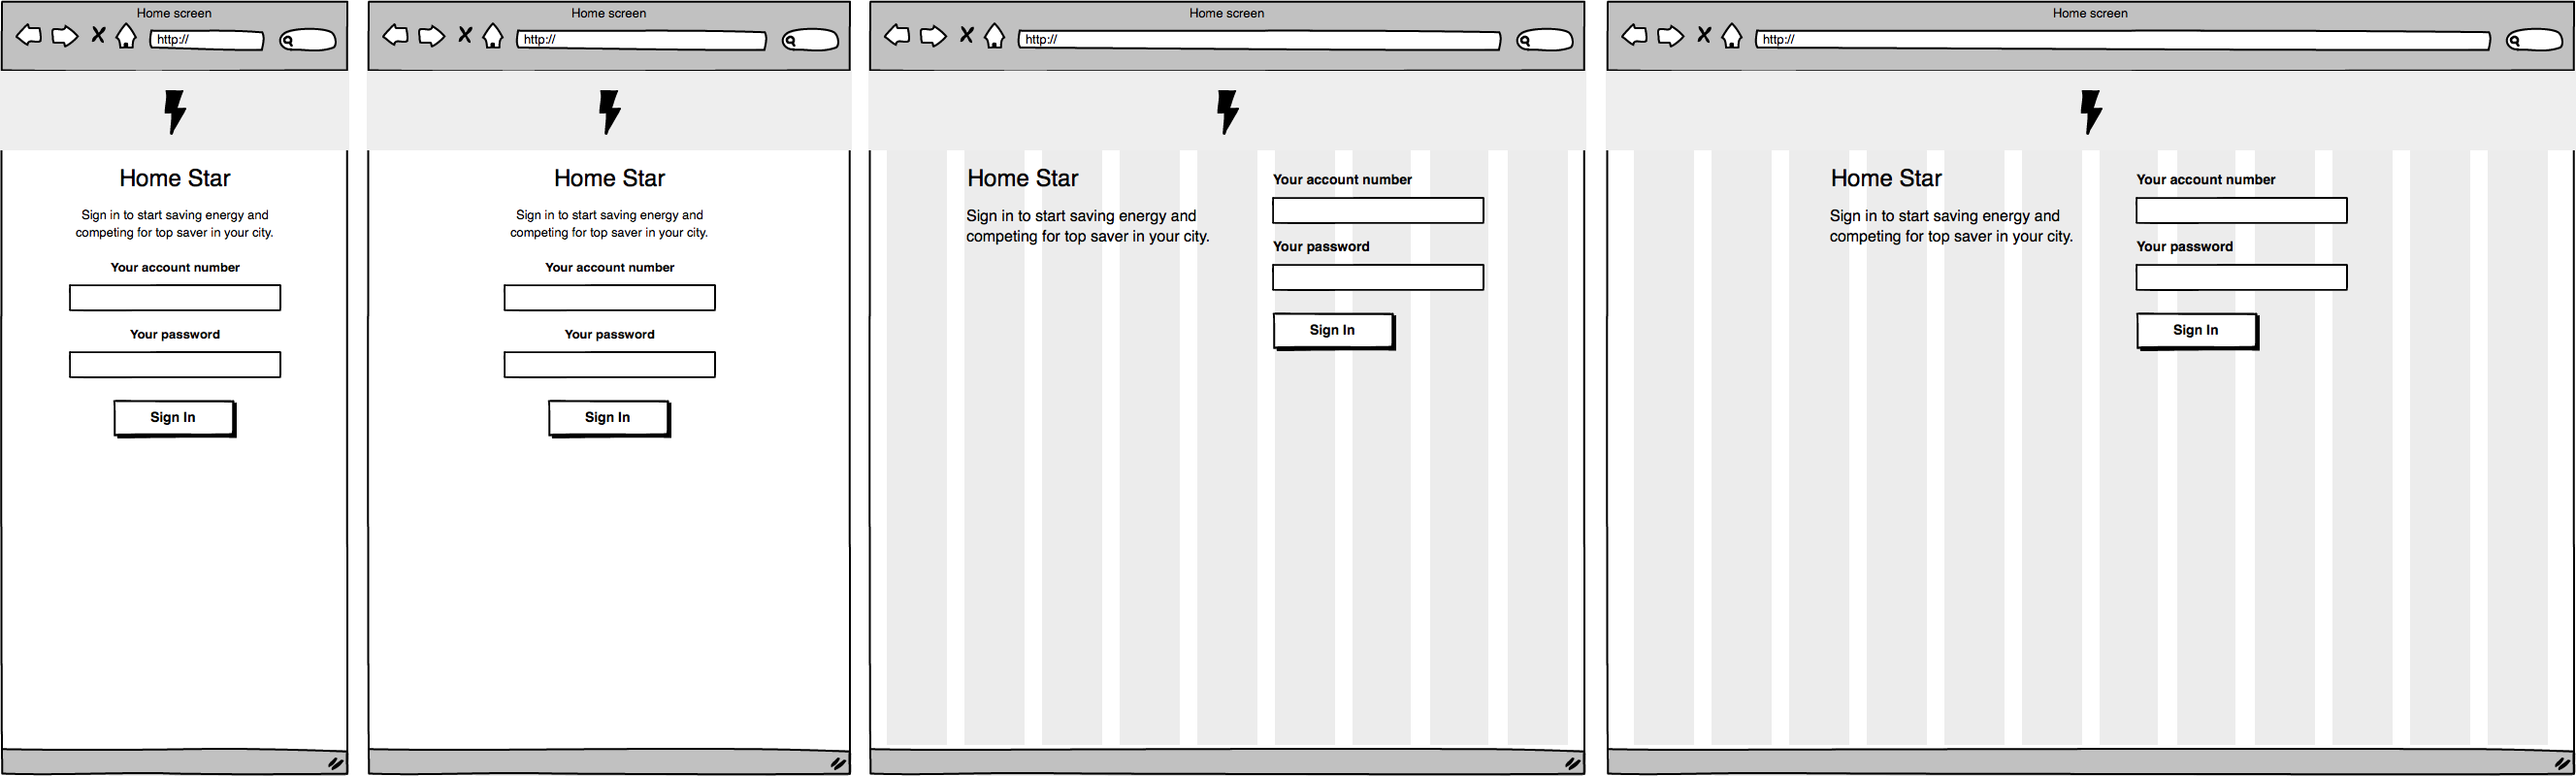 Home screen
http://
Home Star
Sign in to start saving energy and
competing for top saver in your city.
Your account number
Your password
Sign In
Home screen
http://
Home Star
Sign in to start saving energy and
competing for top saver in your city.
Your account number
Your password
Sign In
Home screen
http://
Home Star
Sign in to start saving energy and
competing for top saver in your city.
Your account number
Your password
Sign In
Home screen
http://
Home Star
Sign in to start saving energy and
competing for top saver in your city.
Your account number
Your password
Sign In